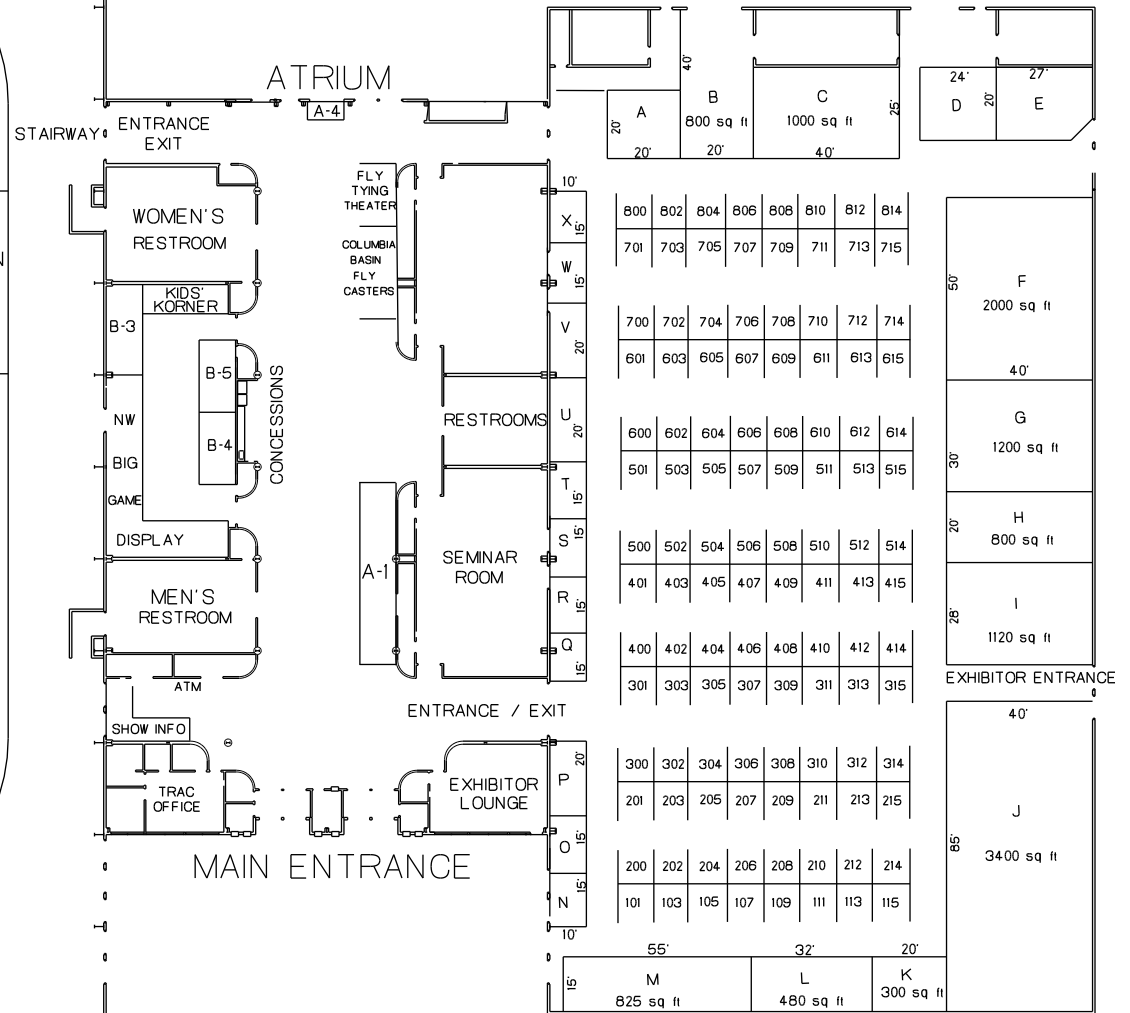 ATRIUM
A-4
STAIRWAY
ENTRANCE
EXIT
WOMEN'S
RESTROOM
KIDS'
KORNER
B-3
B-5
B-4
CONCESSIONS
NW
BIG
GAME
DISPLAY
MEN'S
RESTROOM
ATM
SHOW INFO
TRAC
OFFICE
MAIN ENTRANCE
FLY
TYING
THEATER
COLUMBIA
BASIN
FLY
CASTERS
A-1
RESTROOMS
SEMINAR
ROOM
ENTRANCE / EXIT
EXHIBITOR
LOUNGE
A
20'
20'
40'
B
800 sq ft
20'
C
1000 sq ft
25'
40'
24'
D
20'
27'
E
10'
X
15'
W
15'
V
20'
U
20'
T
15'
S
R
15'
Q
15'
20'
P
15'
O
15'
N
10'
800 802 804 806 808 810 812 814
701 703 705 707 709 711 713 715
700 702 704 706 708 710 712 714
601 603 605 607 609 611 613 615
600 602 604 606 608 610 612 614
501 503 505 507 509 511 513 515
500 502 504 506 508 510 512 514
401 403 405 407 409 411 413 415
400 402 404 406 408 410 412 414
301 303 305 307 309 311 313 315
300 302 304 306 308 310 312 314
201 203 205 207 209 211 213 215
200 202 204 206 208 210 212 214
101 103 105 107 109 111 113 115
50'
F
2000 sq ft
40'
G
1200 sq ft
30'
20'
H
800 sq ft
28'
I
1120 sq ft
EXHIBITOR ENTRANCE
40'
J
85'
3400 sq ft
55'
15'
M
825 sq ft
32'
L
480 sq ft
20'
K
300 sq ft